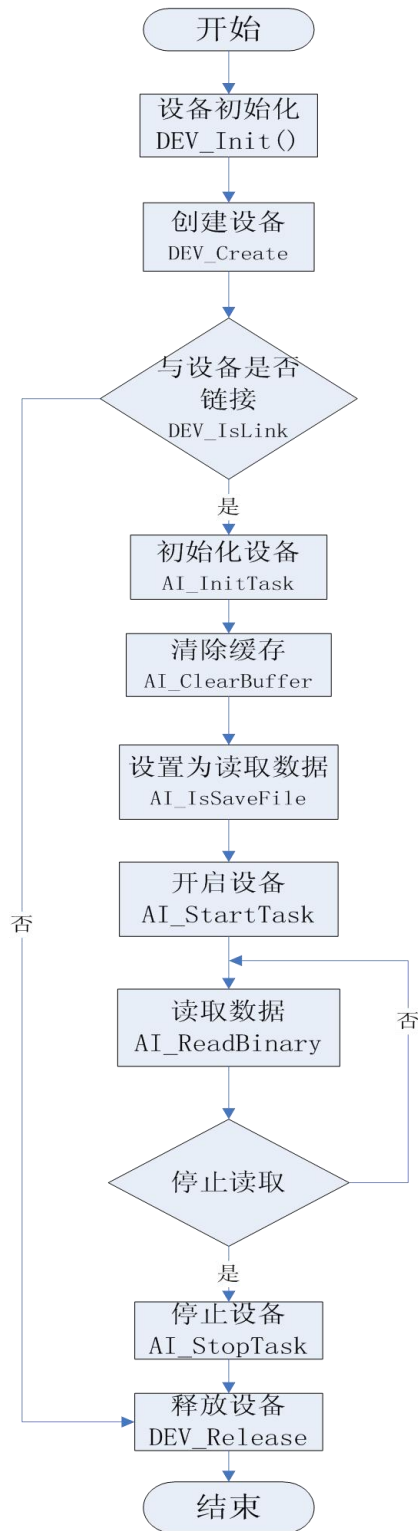 开始
设备初始化
DEV_Init()
创建设备
DEV_Create
与设备是否
链接
DEV_IsLink
是
初始化设备
AI_InitTask
清除缓存
AI_ClearBuffer
设置为读取数据
AI_IsSaveFile
开启设备
AI_StartTask
否
读取数据
AI_ReadBinary
否
停止读取
是
停止设备
AI_StopTask
释放设备
DEV_Release
结束